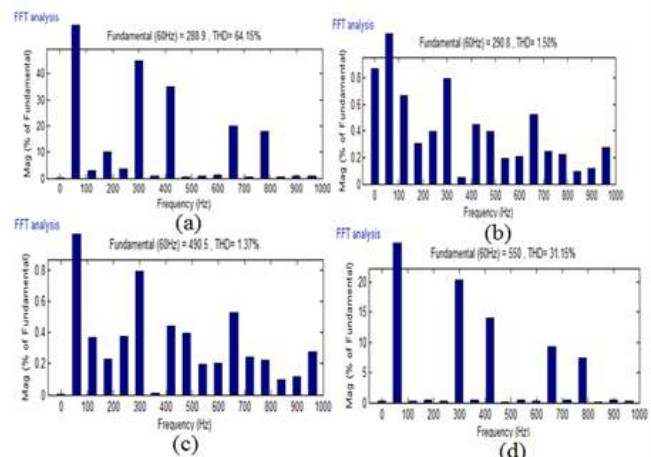 FFT analysis
Fundamental (60Hz) = 288.9 , THD= 64.15%
Mag (% of Fundamental)
40
30
20
10
0
0 100 200 300 400 500 600 700 800 900 1000
Frequency (Hz)
(a)
FFT analysis
Fundamental (60Hz) = 290.8 , THD= 1.50%
Mag (% of Fundamental)
0.8
0.6
0.4
0.2
0
0 100 200 300 400 500 600 700 800 900 1000
Frequency (Hz)
(b)
FFT analysis
Fundamental (60Hz) = 490.5 , THD= 1.37%
Mag (% of Fundamental)
0.8
0.6
0.4
0.2
0
0 100 200 300 400 500 600 700 800 900 1000
Frequency (Hz)
(c)
FFT analysis
Fundamental (60Hz) = 550 , THD= 31.15%
Mag (% of Fundamental)
20
15
10
5
0
0 100 200 300 400 500 600 700 800 900 1000
Frequency (Hz)
(d)